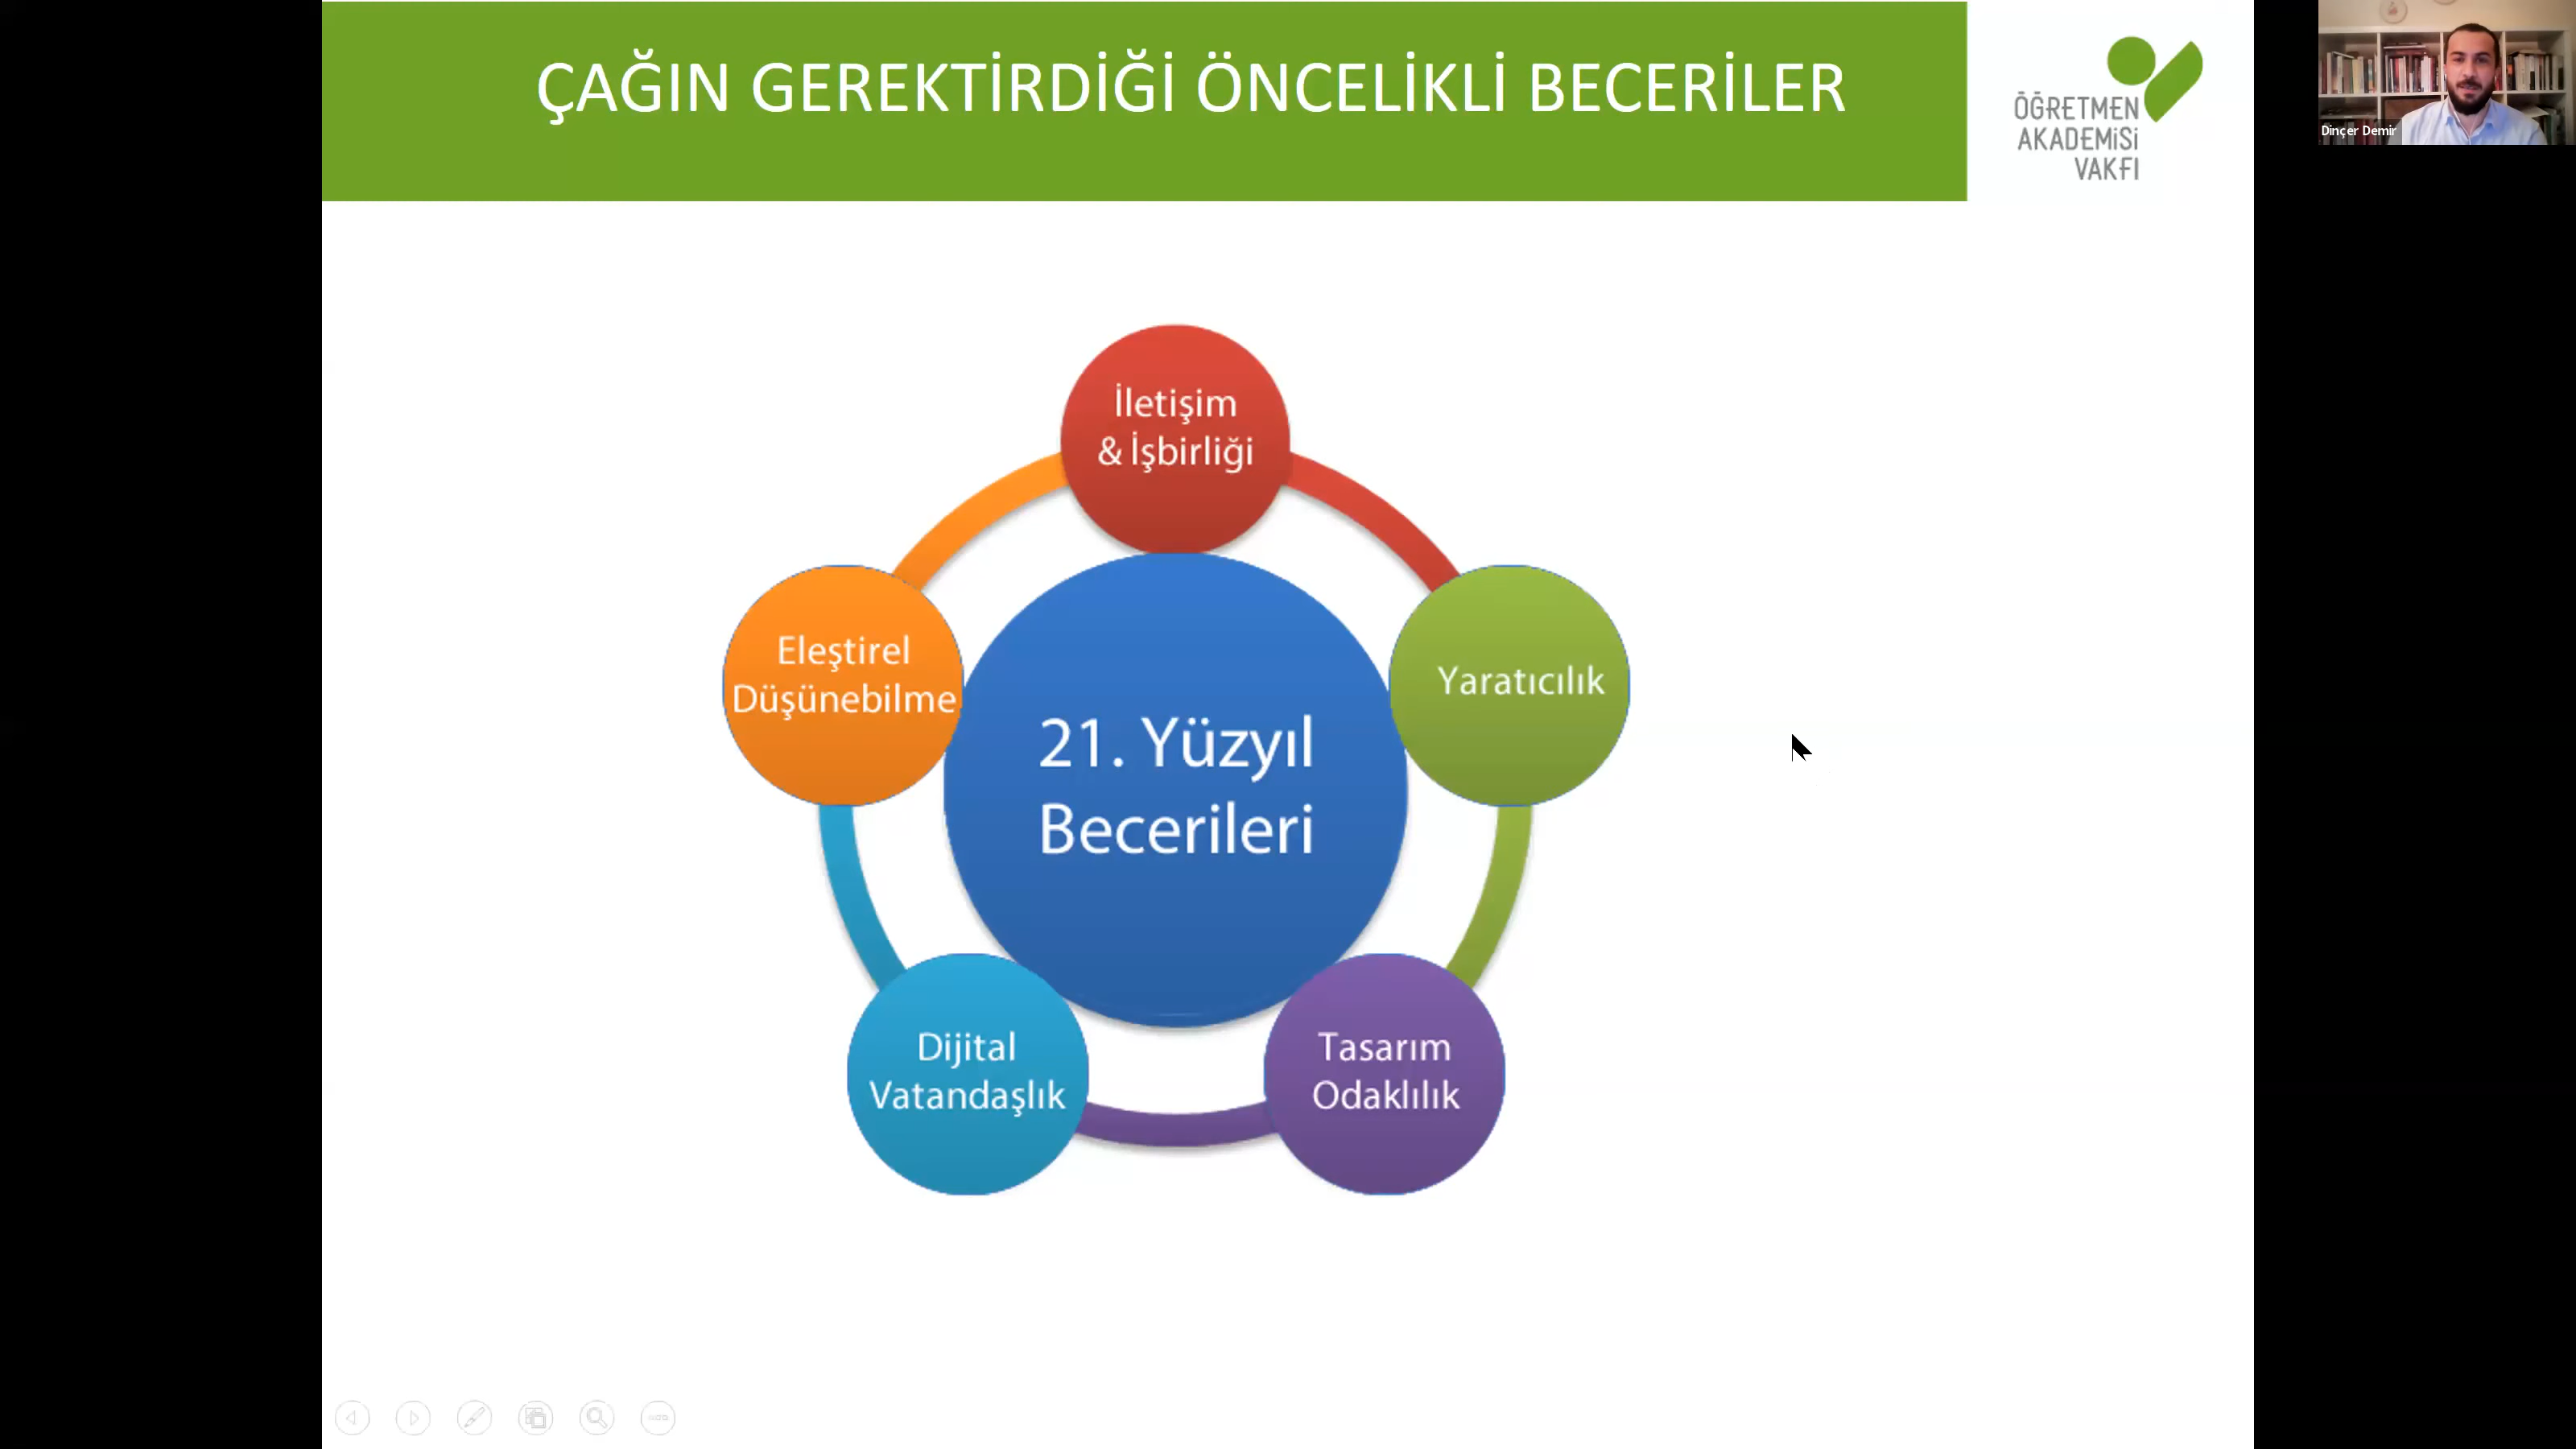 ÇAĞIN GEREKTİRDİĞİ ÖNCELİKLİ BECERİLER
ÖĞRETMEN
AKADEMİSİ
VAKFI
Dinçer Demir
İletişim
& İşbirliği
Eleştirel
Düşünebilme
Yaratıcılık
21. Yüzyıl
Becerileri
Dijital
Vatandaşlık
Tasarım
Odaklılık